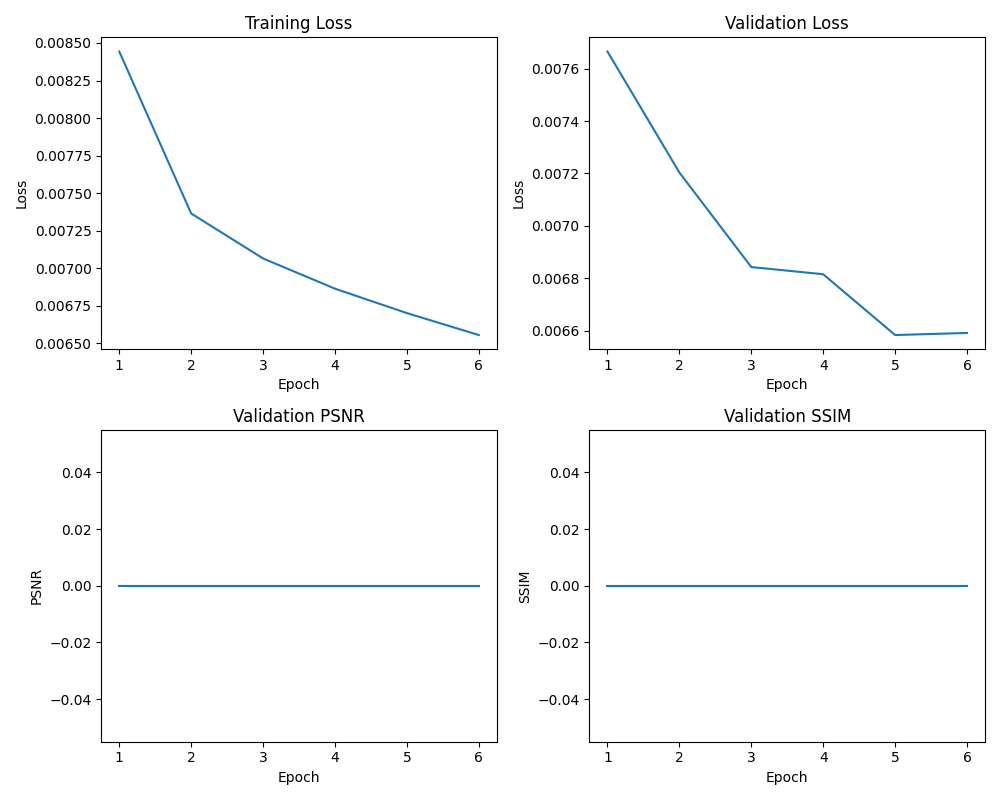 Training Loss
0.00850
0.00825
0.00800
0.00775
0.00750
0.00725
0.00700
0.00675
0.00650
Loss
1 2 3 4 5 6
Epoch
Validation Loss
0.0076
0.0074
0.0072
0.0070
0.0068
0.0066
Loss
1 2 3 4 5 6
Epoch
Validation PSNR
0.04
0.02
0.00
−0.02
−0.04
PSNR
1 2 3 4 5 6
Epoch
Validation SSIM
0.04
0.02
0.00
−0.02
−0.04
SSIM
1 2 3 4 5 6
Epoch